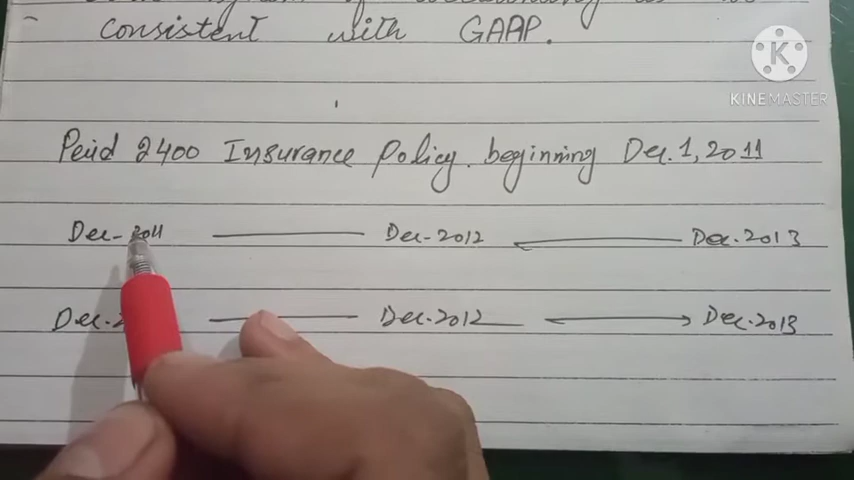 consistent with GAAP.
KINEMASTER
Peid 2400 Insurance Policy. beginning Dec. 1, 2011
Dec-2011 Dec-2012 Dec.2013
Dec. Dec.2012 Dec.2013